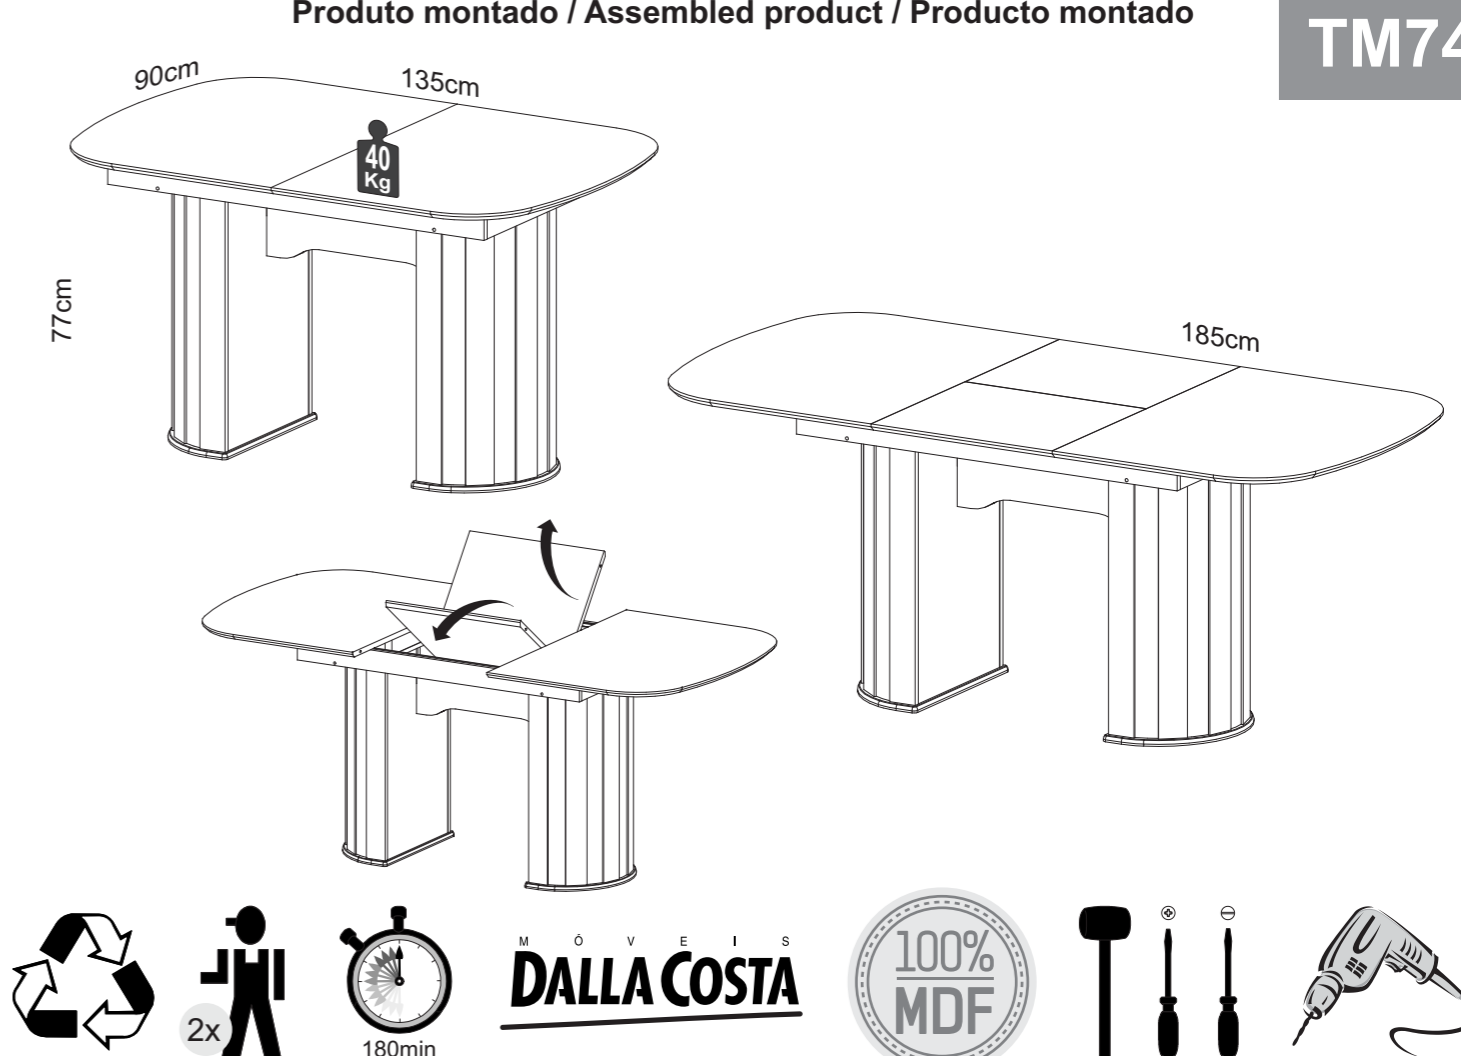 Produto montado / Assembled product / Producto montado
TM74
90cm
135cm
40
Kg
77cm
185cm
2x
180min
MÓVEIS
DALLA COSTA
100%
MDF